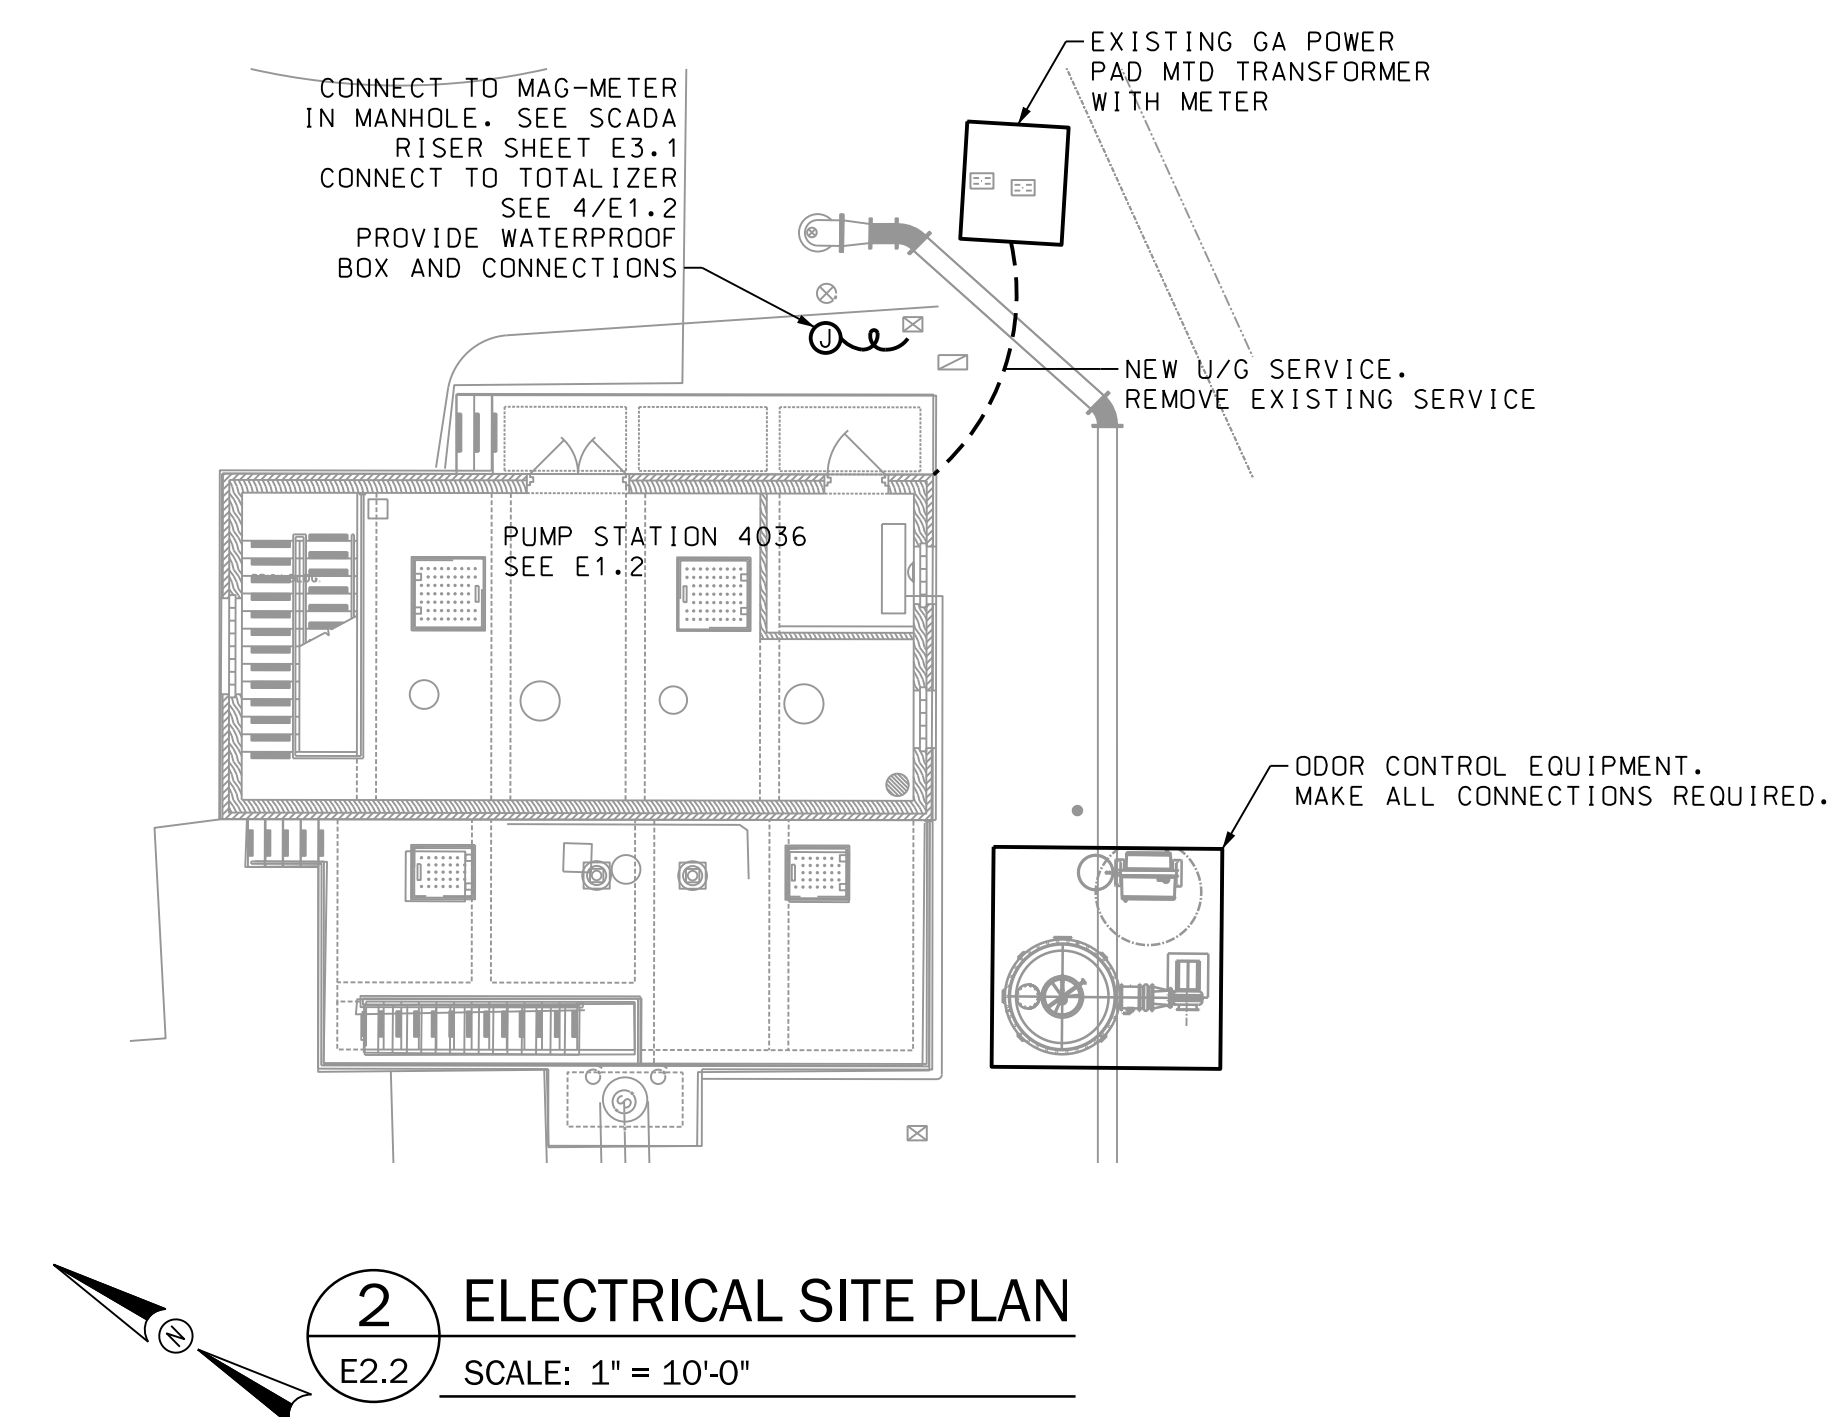 CONNECT TO MAG-METER
IN MANHOLE. SEE SCADA
RISER SHEET E3.1
CONNECT TO TOTALIZER
SEE 4/E1.2
PROVIDE WATERPROOF
BOX AND CONNECTIONS
EXISTING GA POWER
PAD MTD TRANSFORMER
WITH METER
J
NEW U/G SERVICE.
REMOVE EXISTING SERVICE
PUMP STATION 4036
SEE E1.2
ODOR CONTROL EQUIPMENT.
MAKE ALL CONNECTIONS REQUIRED.
S
N
2
E2.2
ELECTRICAL SITE PLAN
SCALE: 1" = 10'-0"